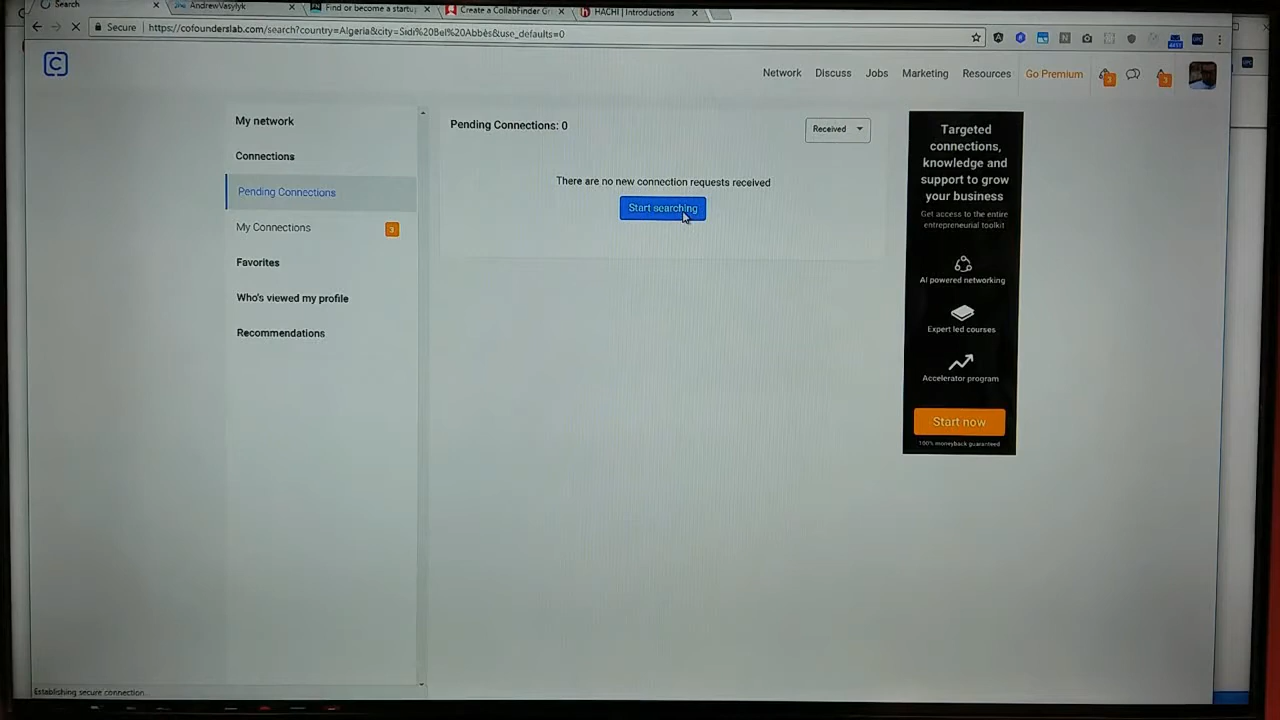 Search
AndrewVasylyk
Find or become a startu
Create a CollabFinder Gr
HACHI | Introductions
Secure
https://cofounderslab.com/search?country=Algeria&city=Sidi%20Bel%20Abbès&use_defaults=0
C
Network
Discuss
Jobs
Marketing
Resources
Go Premium
3
3
My network
Connections
Pending Connections
My Connections
3
Favorites
Who's viewed my profile
Recommendations
Pending Connections: 0
Received
There are no new connection requests received
Start searching
Targeted
connections,
knowledge and
support to grow
your business
Get access to the entire
entrepreneurial toolkit
AI powered networking
Expert led courses
Accelerator program
Start now
100% moneyback guaranteed
Establishing secure connection...